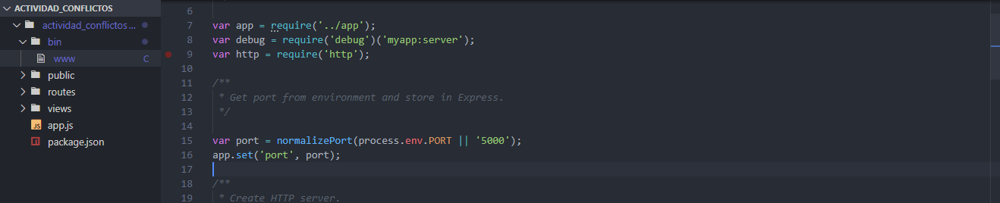 ACTIVIDAD_CONFLICTOS
actividad_conflictos...
bin
www C
public
routes
views
JS app.js
package.json
6
7 var app = require('../app');
8 var debug = require('debug')('myapp:server');
9 var http = require('http');
10
11 /**
12  * Get port from environment and store in Express.
13  */
14
15 var port = normalizePort(process.env.PORT || '5000');
16 app.set('port', port);
17
18 /**
19  * Create HTTP server.